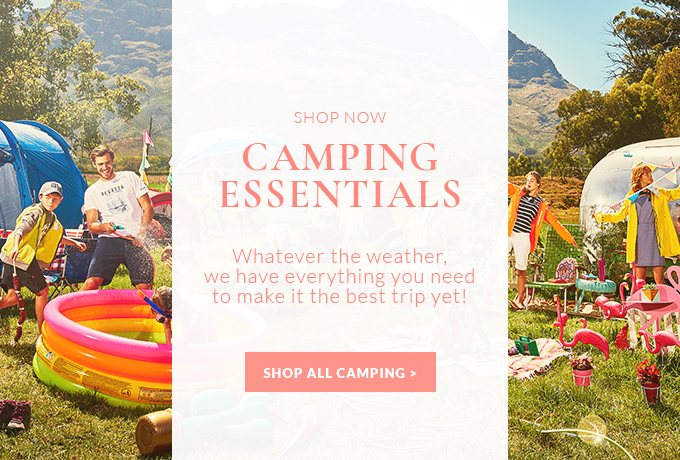 SHOP NOW
CAMPING
ESSENTIALS
Whatever the weather,
we have everything you need
to make it the best trip yet!
SHOP ALL CAMPING >